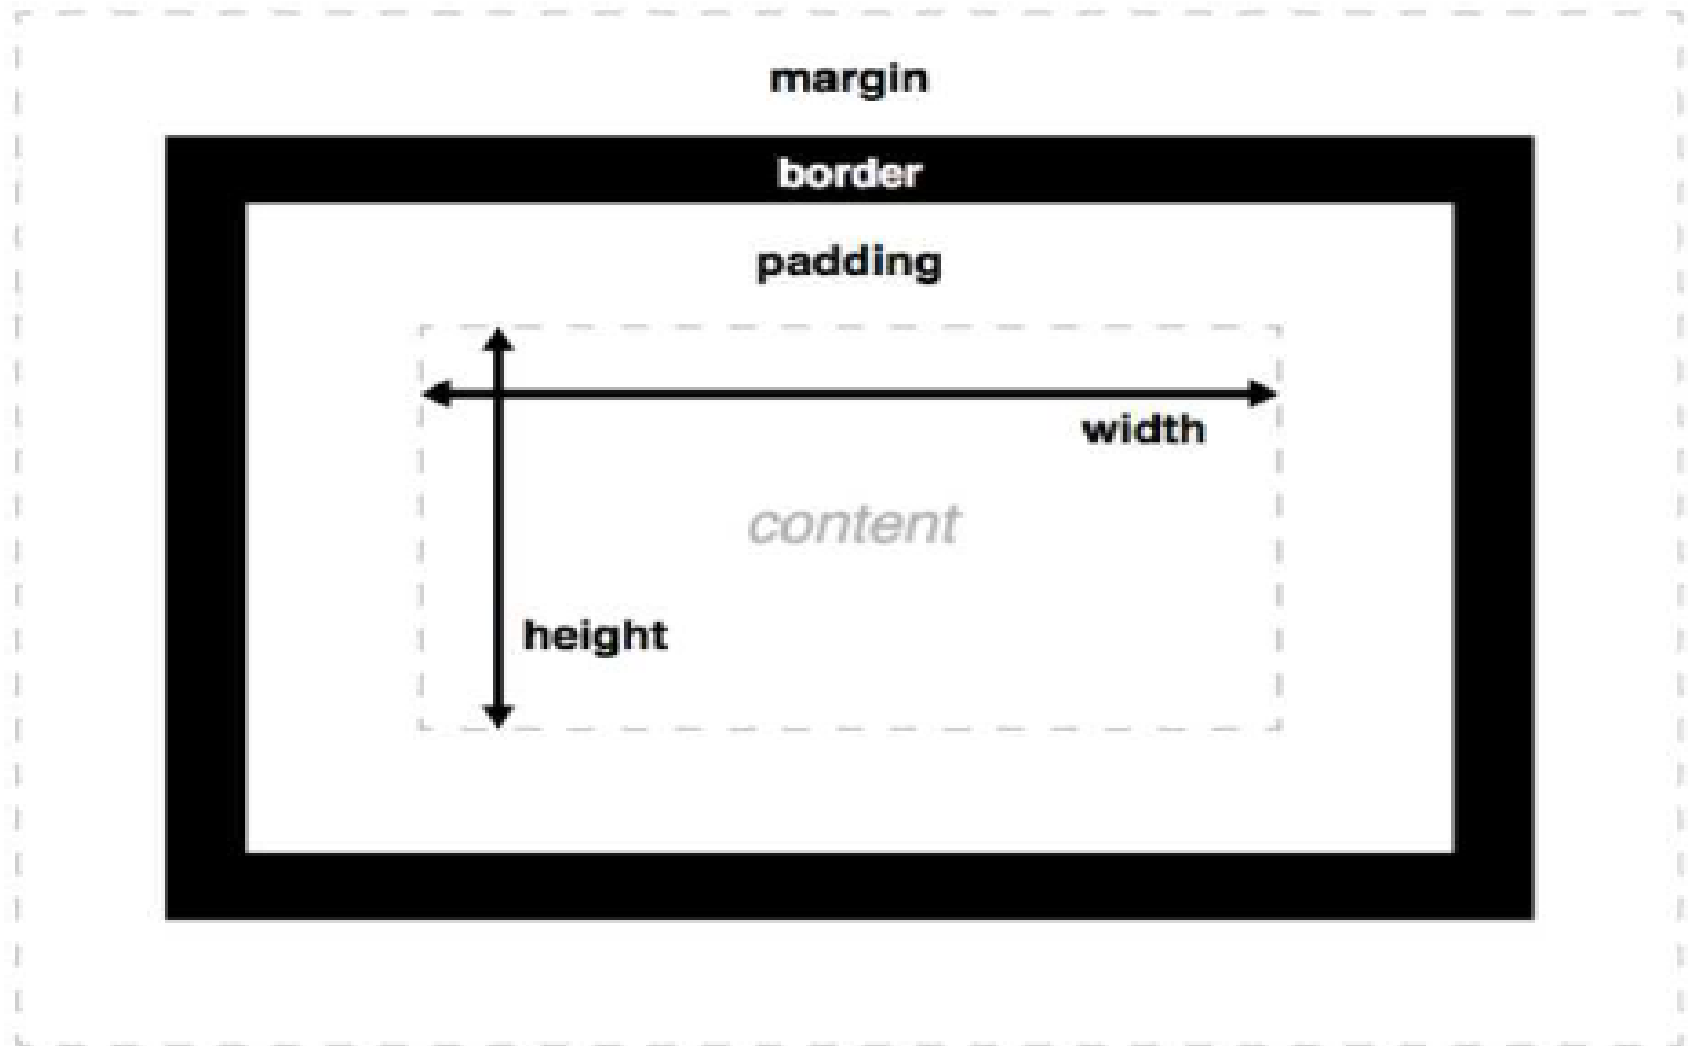 margin
border
padding
width
content
height